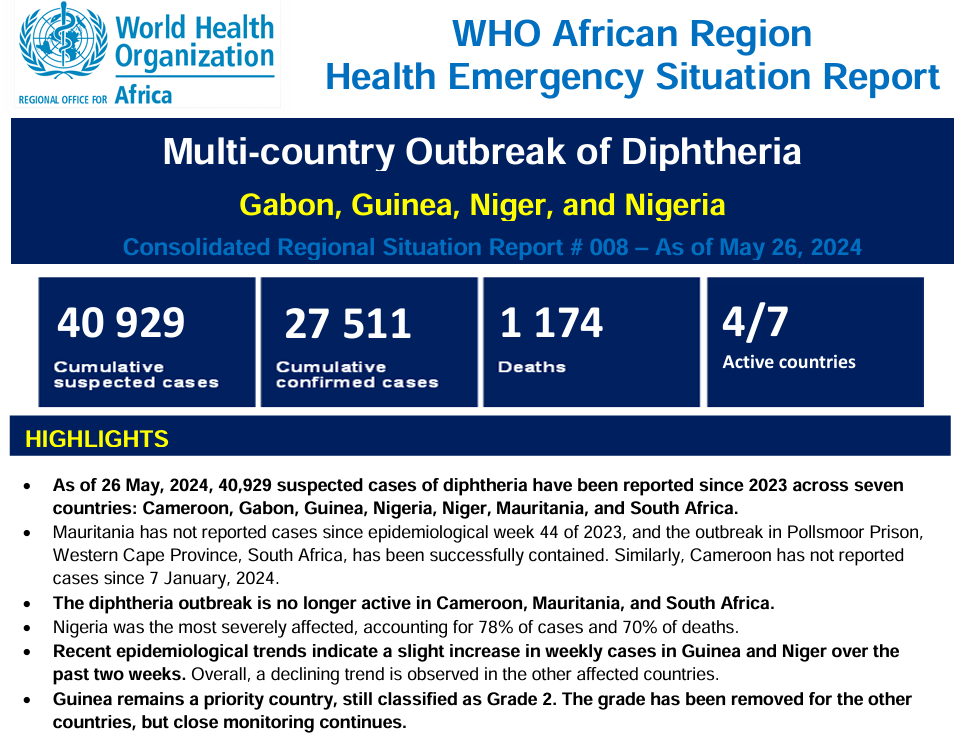 World Health
Organization
REGIONAL OFFICE FOR Africa
WHO African Region
Health Emergency Situation Report
Multi-country Outbreak of Diphtheria
Gabon, Guinea, Niger, and Nigeria
Consolidated Regional Situation Report # 008 – As of May 26, 2024
40 929
Cumulative
suspected cases
27 511
Cumulative
confirmed cases
1 174
Deaths
4/7
Active countries
HIGHLIGHTS
• As of 26 May, 2024, 40,929 suspected cases of diphtheria have been reported since 2023 across seven
countries: Cameroon, Gabon, Guinea, Nigeria, Niger, Mauritania, and South Africa.
• Mauritania has not reported cases since epidemiological week 44 of 2023, and the outbreak in Pollsmoor Prison,
Western Cape Province, South Africa, has been successfully contained. Similarly, Cameroon has not reported
cases since 7 January, 2024.
• The diphtheria outbreak is no longer active in Cameroon, Mauritania, and South Africa.
• Nigeria was the most severely affected, accounting for 78% of cases and 70% of deaths.
• Recent epidemiological trends indicate a slight increase in weekly cases in Guinea and Niger over the
past two weeks. Overall, a declining trend is observed in the other affected countries.
• Guinea remains a priority country, still classified as Grade 2. The grade has been removed for the other
countries, but close monitoring continues.